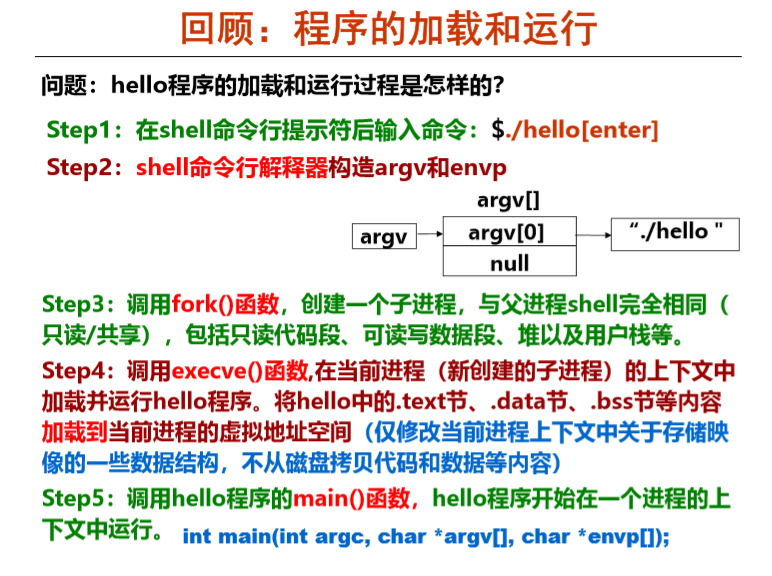 回顾：程序的加载和运行
问题：hello程序的加载和运行过程是怎样的？
Step1：在shell命令行提示符后输入命令：$./hello[enter]
Step2：shell命令行解释器构造argv和envp
argv[]
argv
argv[0]
“./hello "
null
Step3：调用fork()函数，创建一个子进程，与父进程shell完全相同（
只读/共享），包括只读代码段、可读写数据段、堆以及用户栈等。
Step4：调用execve()函数,在当前进程（新创建的子进程）的上下文中
加载并运行hello程序。将hello中的.text节、.data节、.bss节等内容
加载到当前进程的虚拟地址空间（仅修改当前进程上下文中关于存储映
像的一些数据结构，不从磁盘拷贝代码和数据等内容）
Step5：调用hello程序的main()函数，hello程序开始在一个进程的上
下文中运行。 int main(int argc, char *argv[], char *envp[]);